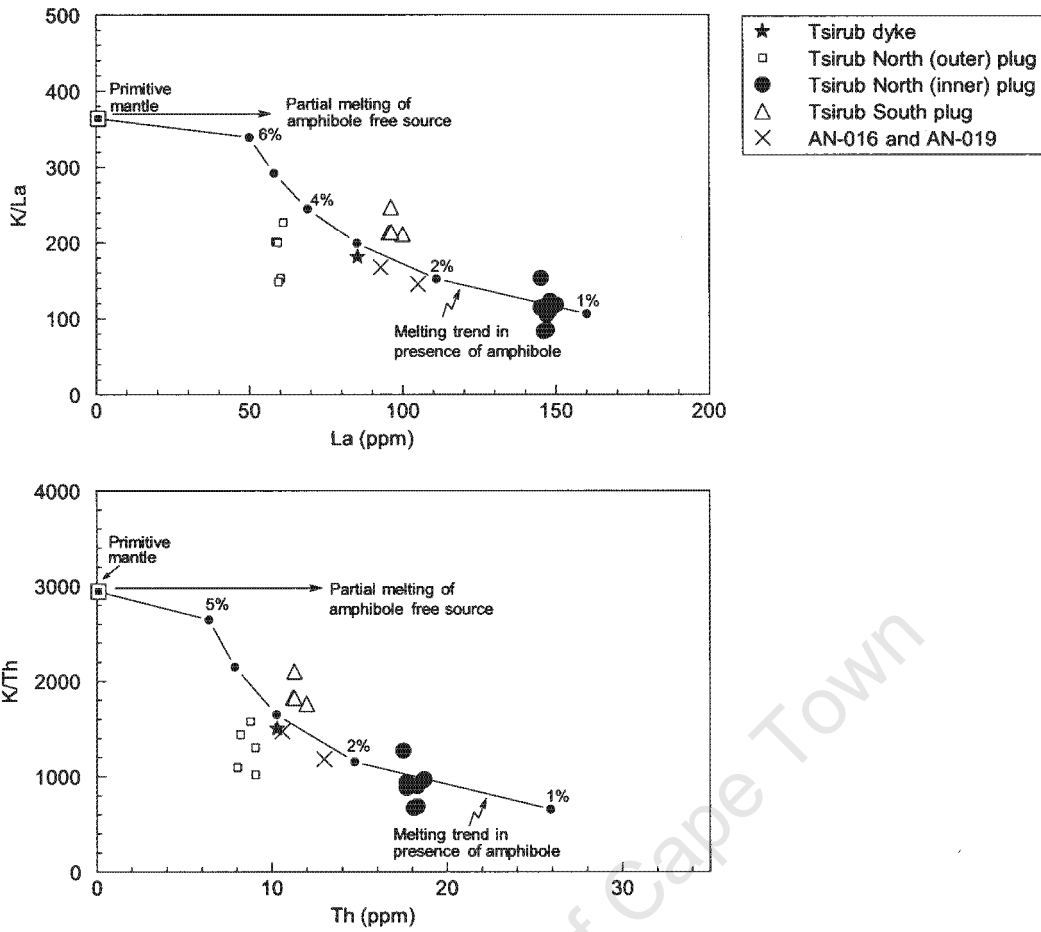 500
400
300
200
100
0
K/La
Primitive
mantle
Partial melting of
amphibole free source
6%
4%
2%
1%
Melting trend in
presence of amphibole
0
50
100
150
200
La (ppm)
Tsirub dyke
Tsirub North (outer) plug
Tsirub North (inner) plug
Tsirub South plug
AN-016 and AN-019
4000
3000
2000
1000
0
K/Th
Primitive
mantle
Partial melting of
amphibole free source
5%
2%
1%
Melting trend in
presence of amphibole
0
10
20
30
Th (ppm)
of Cape Town